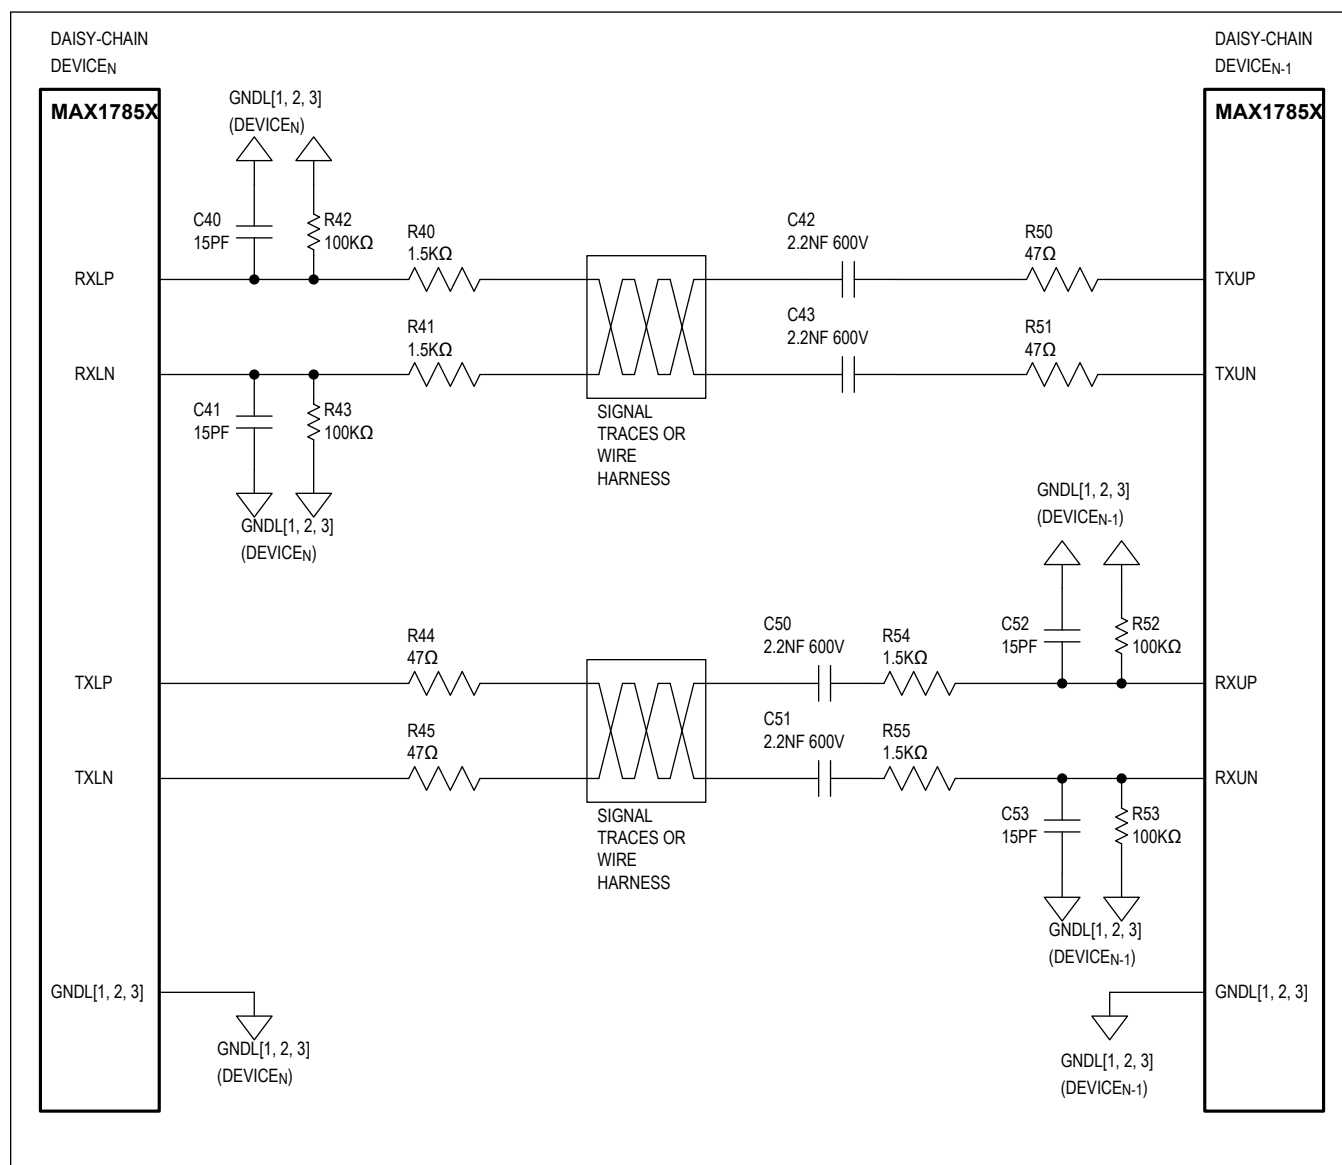 DAISY-CHAIN
DEVICEN
MAX1785X
DAISY-CHAIN
DEVICEN-1
MAX1785X
GNDL[1, 2, 3]
(DEVICEN)
C40
15PF
R42
100KΩ
R40
1.5KΩ
C42
2.2NF 600V
R50
47Ω
RXLP
TXUP
R41
1.5KΩ
C43
2.2NF 600V
R51
47Ω
RXLN
TXUN
C41
15PF
R43
100KΩ
SIGNAL
TRACES OR
WIRE
HARNESS
GNDL[1, 2, 3]
(DEVICEN)
GNDL[1, 2, 3]
(DEVICEN-1)
R44
47Ω
C50
2.2NF 600V
R54
1.5KΩ
C52
15PF
R52
100KΩ
TXLP
RXUP
R45
47Ω
C51
2.2NF 600V
R55
1.5KΩ
TXLN
RXUN
C53
15PF
R53
100KΩ
SIGNAL
TRACES OR
WIRE
HARNESS
GNDL[1, 2, 3]
(DEVICEN-1)
GNDL[1, 2, 3]
GNDL[1, 2, 3]
GNDL[1, 2, 3]
(DEVICEN)
GNDL[1, 2, 3]
(DEVICEN-1)